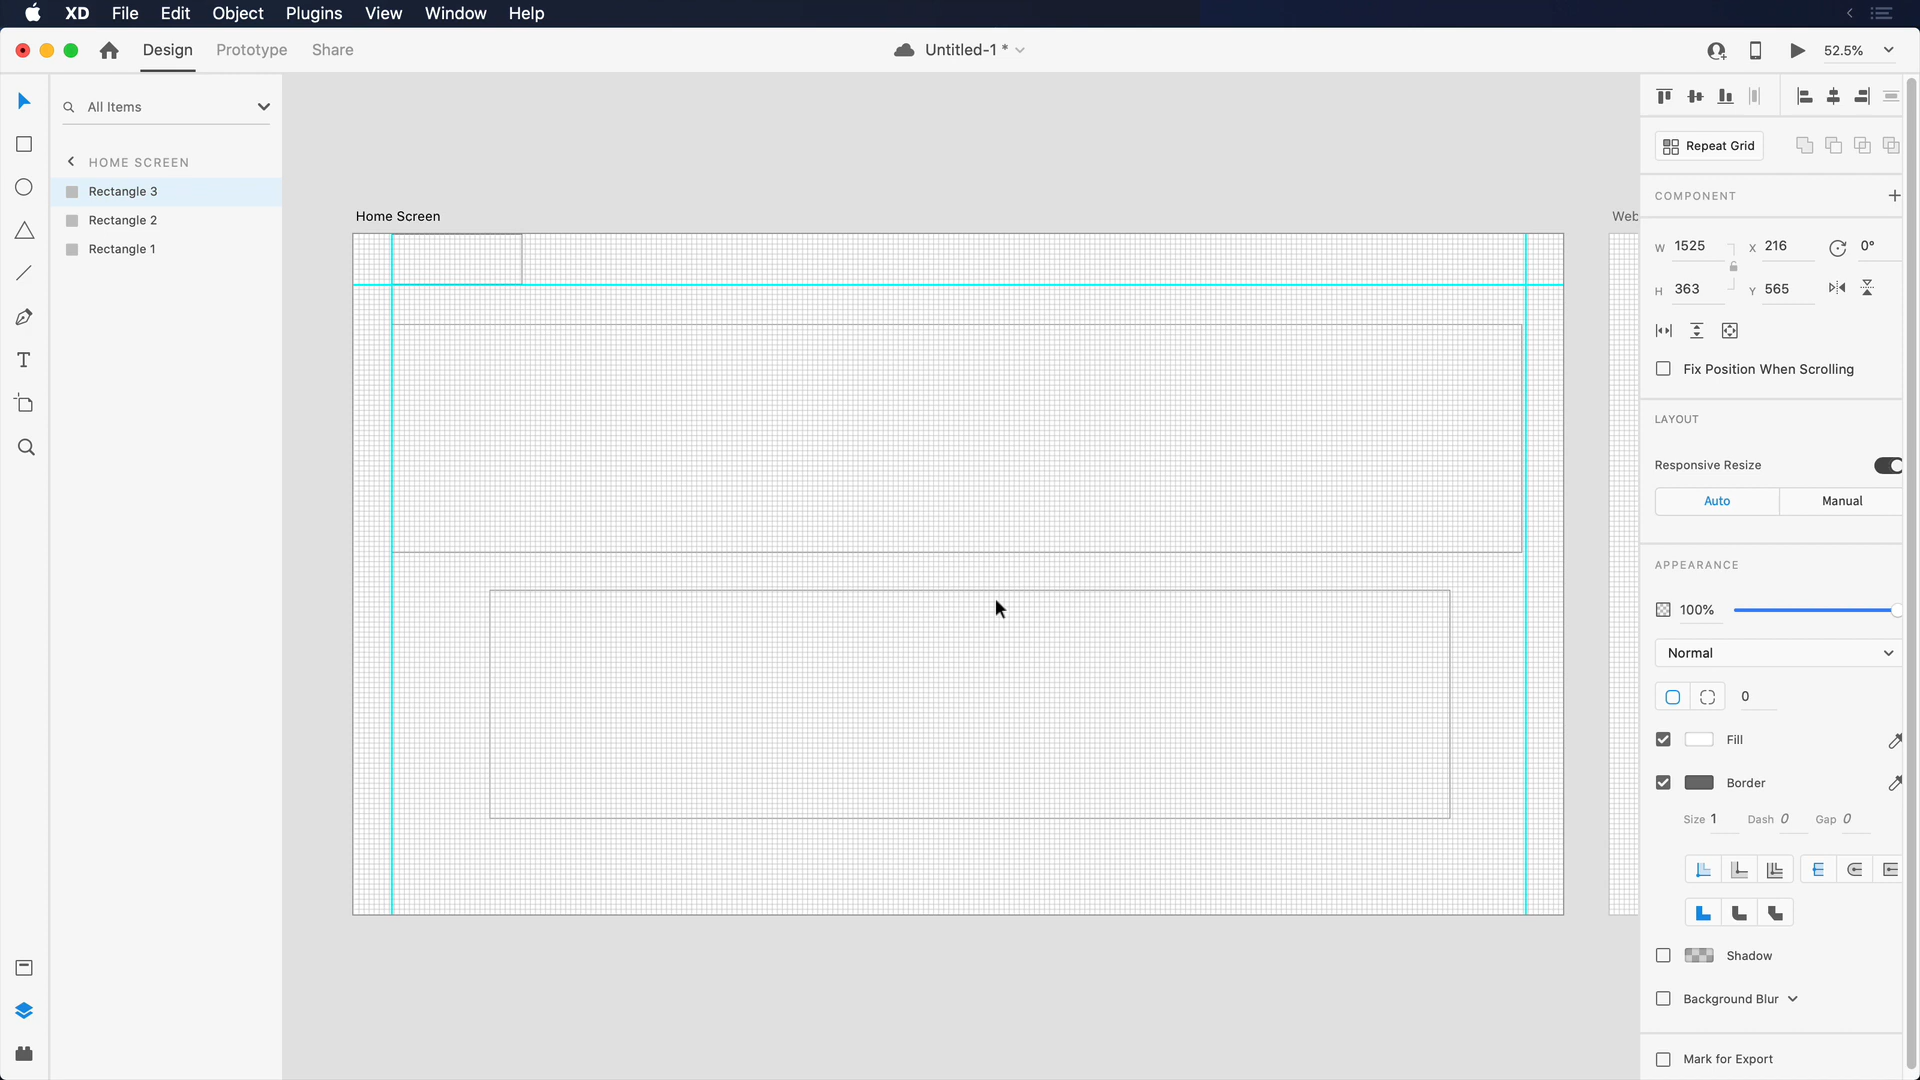 XD File Edit Object Plugins View Window Help
Design Prototype Share
Untitled-1 *
52.5%
All Items
HOME SCREEN
Rectangle 3
Rectangle 2
Rectangle 1
Home Screen
Web
Repeat Grid
COMPONENT
W 1525 X 216 0°
H 363 Y 565
Fix Position When Scrolling
LAYOUT
Responsive Resize
Auto Manual
APPEARANCE
100%
Normal
0
Fill
Border
Size 1 Dash 0 Gap 0
Shadow
Background Blur
Mark for Export